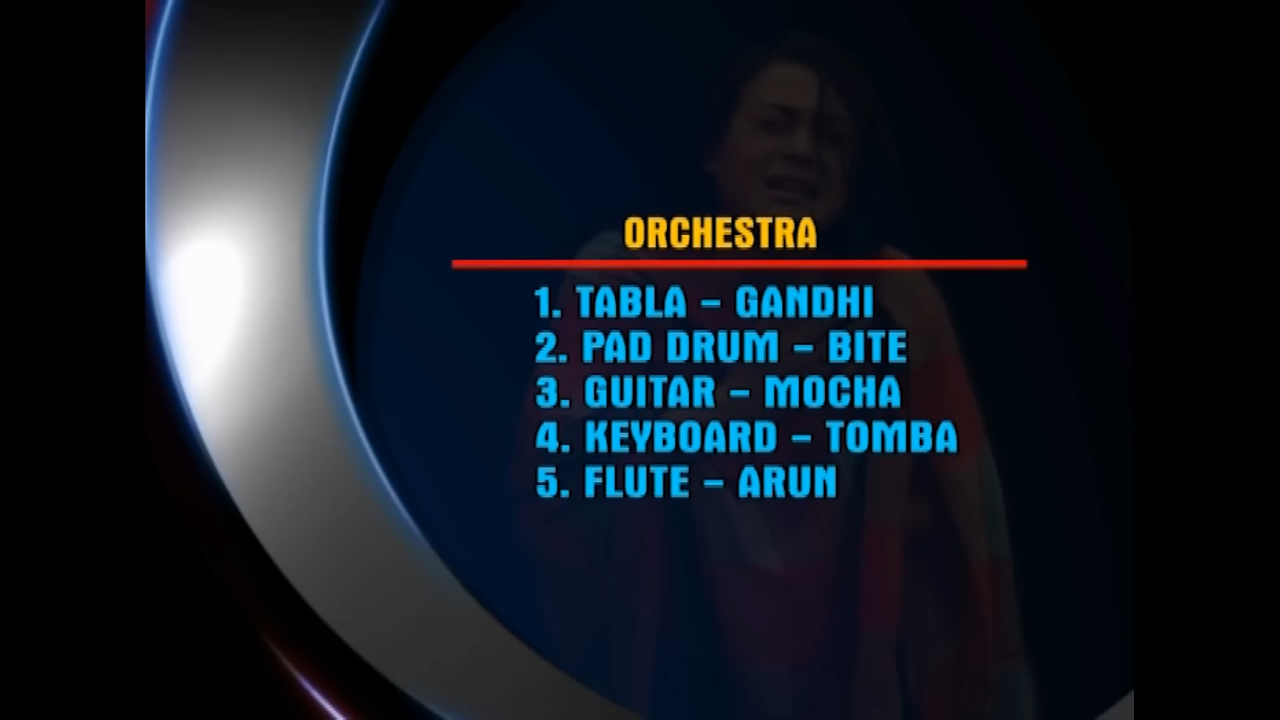 ORCHESTRA
1. TABLA – GANDHI
2. PAD DRUM – BITE
3. GUITAR – MOCHA
4. KEYBOARD – TOMBA
5. FLUTE – ARUN